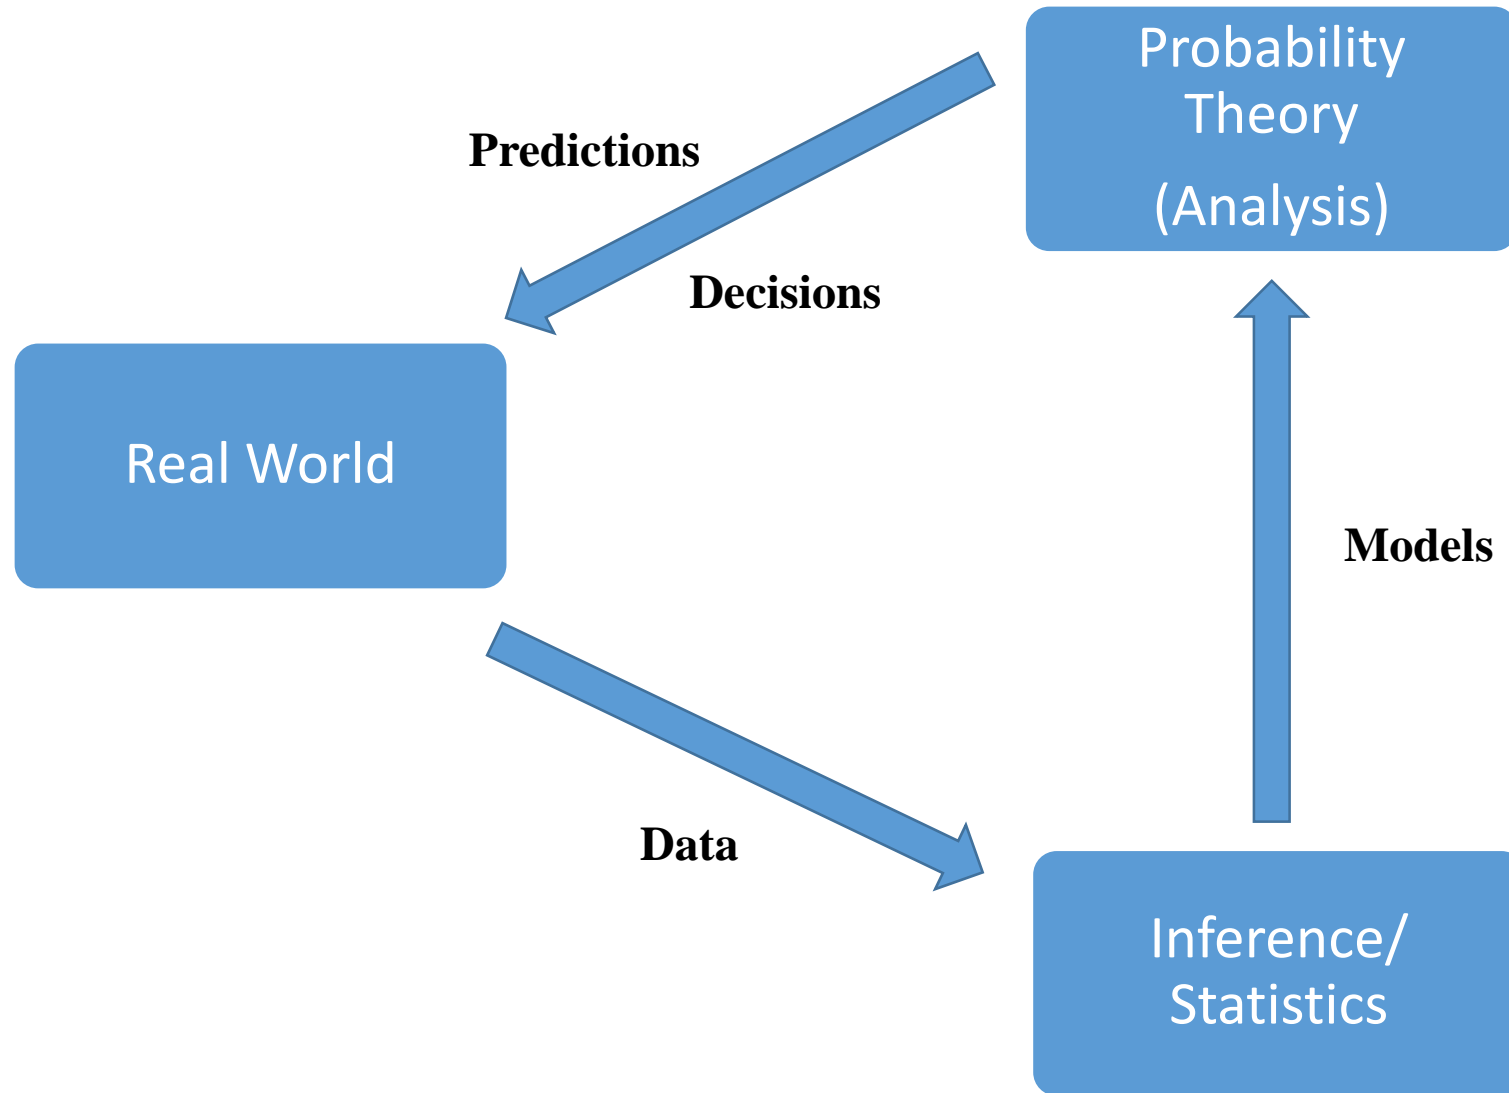 Probability
Theory
(Analysis)
Predictions
Decisions
Real World
Models
Data
Inference/
Statistics